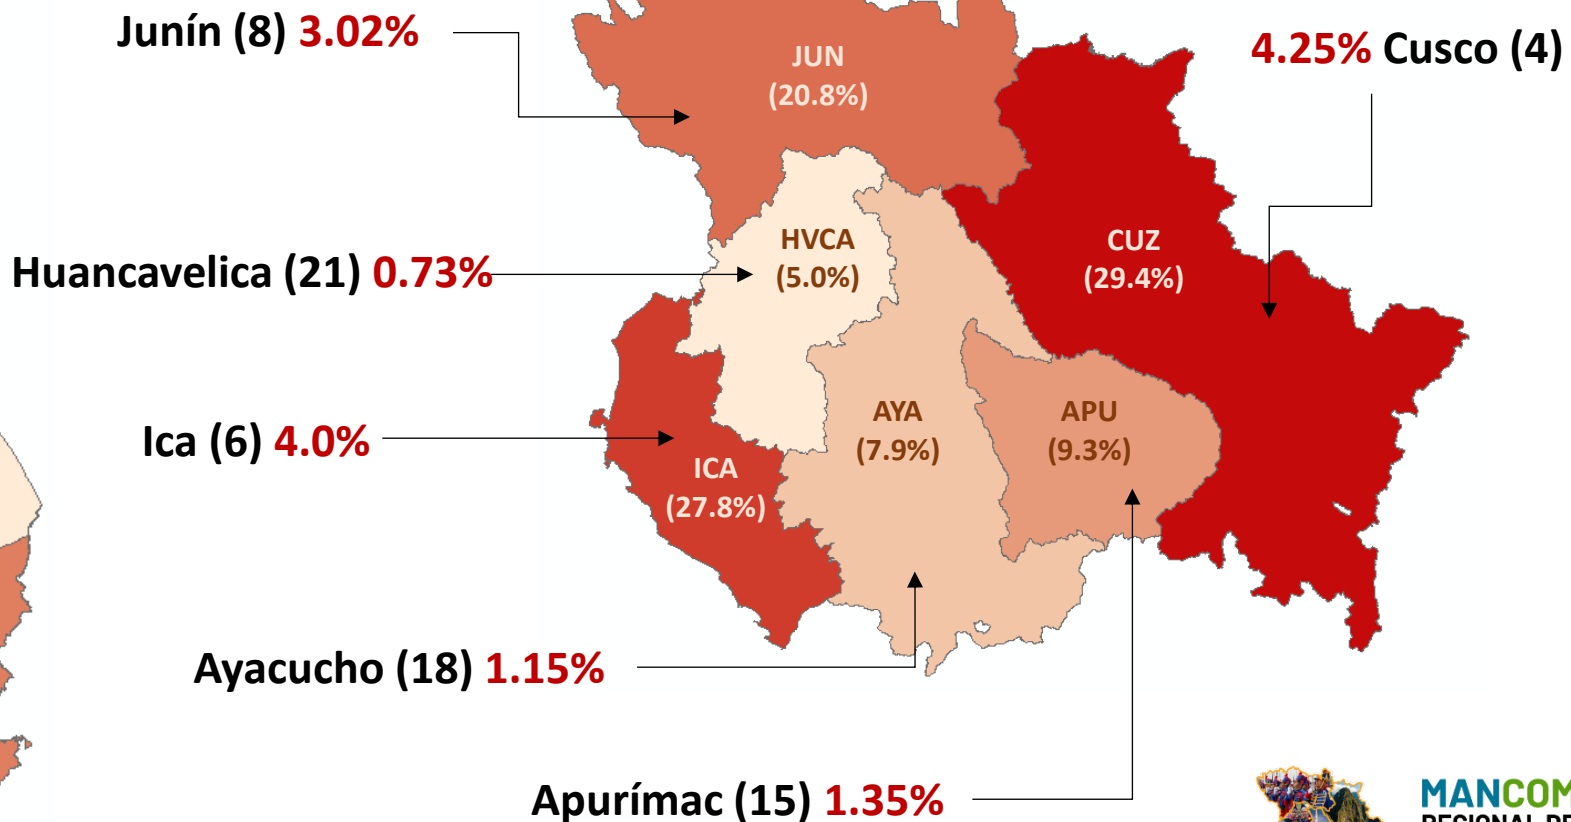 Junín (8) 3.02%
4.25% Cusco (4)
JUN
(20.8%)
HVCA
(5.0%)
CUZ
(29.4%)
Huancavelica (21) 0.73%
Ica (6) 4.0%
AYA
(7.9%)
APU
(9.3%)
ICA
(27.8%)
Ayacucho (18) 1.15%
Apurímac (15) 1.35%
MANCOM
REGIONAL